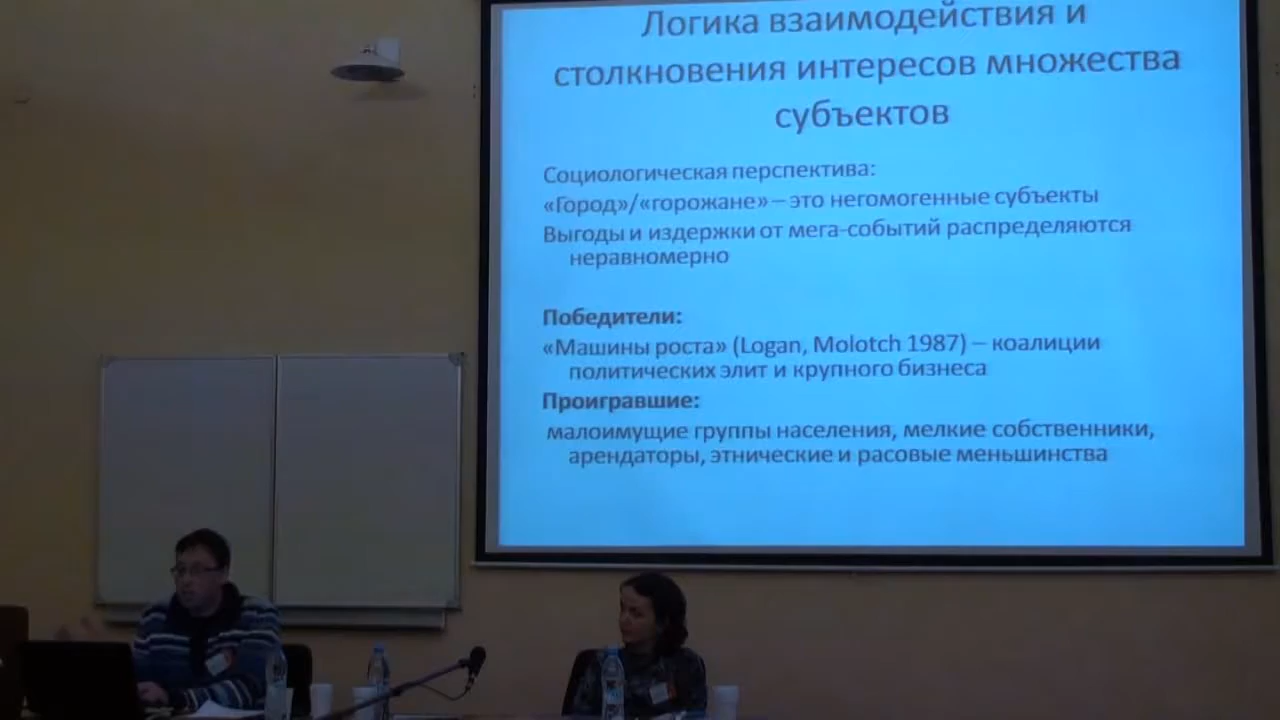 Логика взаимодействия и
столкновения интересов множества
субъектов
Социологическая перспектива:
«Город»/«горожане» – это негомогенные субъекты
Выгоды и издержки от мега-событий распределяются
неравномерно
Победители:
«Машины роста» (Logan, Molotch 1987) – коалиции
политических элит и крупного бизнеса
Проигравшие:
малоимущие группы населения, мелкие собственники,
арендаторы, этнические и расовые меньшинства